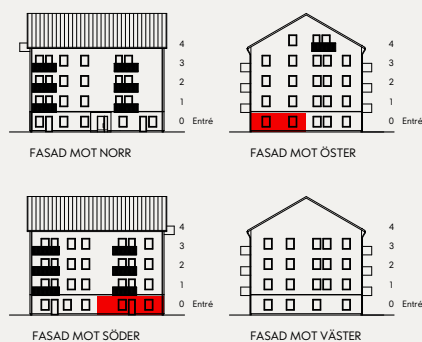 4
3
2
1
0 Entré
FASAD MOT NORR
4
3
2
1
0 Entré
FASAD MOT ÖSTER
4
3
2
1
0 Entré
FASAD MOT SÖDER
4
3
2
1
0 Entré
FASAD MOT VÄSTER